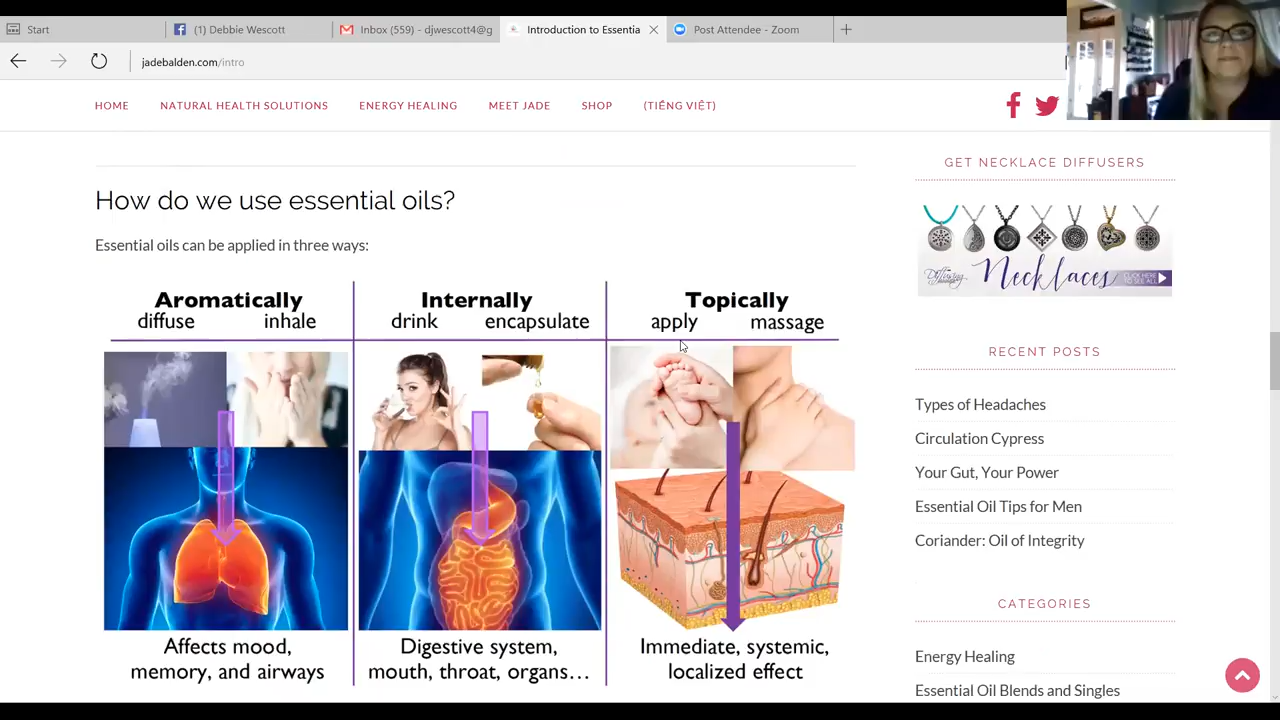 Start
(1) Debbie Wescott
Inbox (559) - djwescott4@g
Introduction to Essentia
Post Attendee - Zoom
jadebalden.com/intro
HOME
NATURAL HEALTH SOLUTIONS
ENERGY HEALING
MEET JADE
SHOP
(TIẾNG VIỆT)
How do we use essential oils?
Essential oils can be applied in three ways:
Aromatically
diffuse inhale
Affects mood,
memory, and airways
Internally
drink encapsulate
Digestive system,
mouth, throat, organs...
Topically
apply massage
Immediate, systemic,
localized effect
GET NECKLACE DIFFUSERS
Necklaces
RECENT POSTS
Types of Headaches
Circulation Cypress
Your Gut, Your Power
Essential Oil Tips for Men
Coriander: Oil of Integrity
CATEGORIES
Energy Healing
Essential Oil Blends and Singles